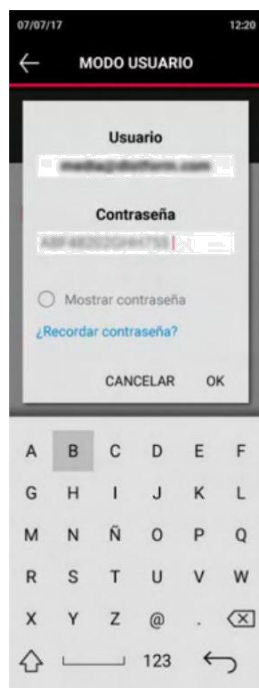 07/07/17 12:20
MODO USUARIO
Usuario
Contraseña
Mostrar contraseña
¿Recordar contraseña?
CANCELAR OK
A B C D E F
G H I J K L
M N Ñ O P Q
R S T U V W
X Y Z @ .
123